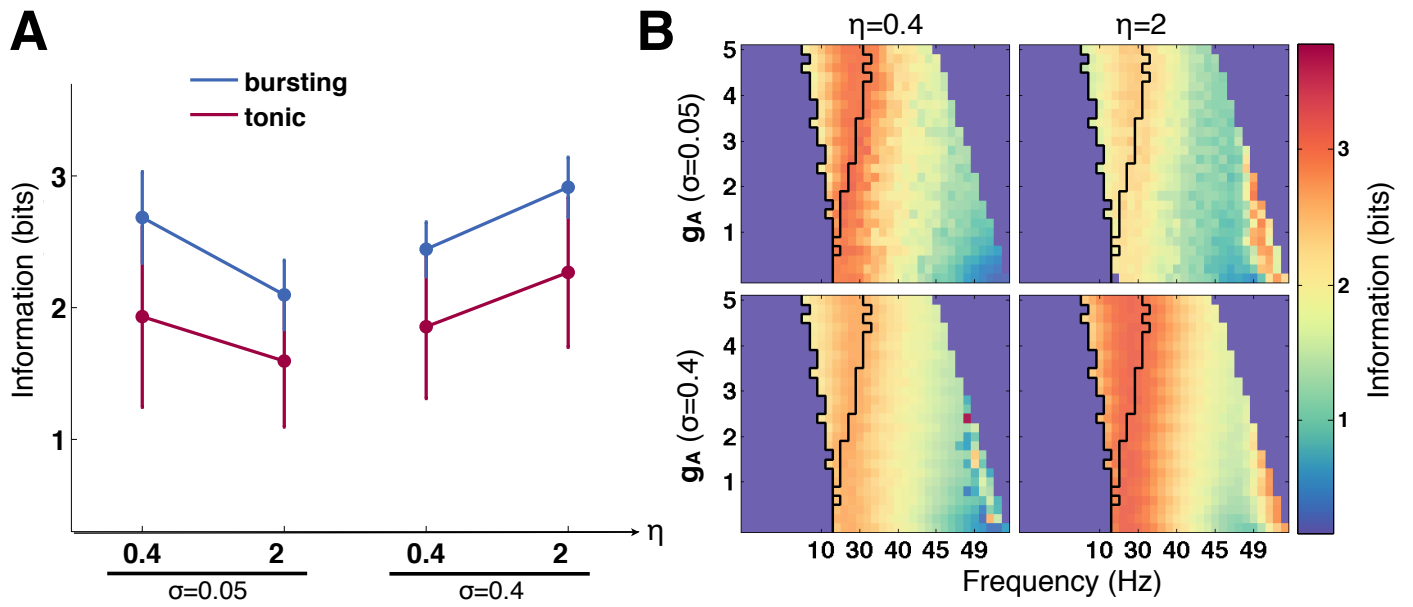 A
bursting
tonic
Information (bits)
3
2
1
0.4 2 0.4 2 η
σ=0.05 σ=0.4
B
η=0.4 η=2
gA (σ=0.05)
5
4
3
2
1
gA (σ=0.4)
5
4
3
2
1
10 30 40 45 49 10 30 40 45 49
Frequency (Hz)
3
2
1
Information (bits)